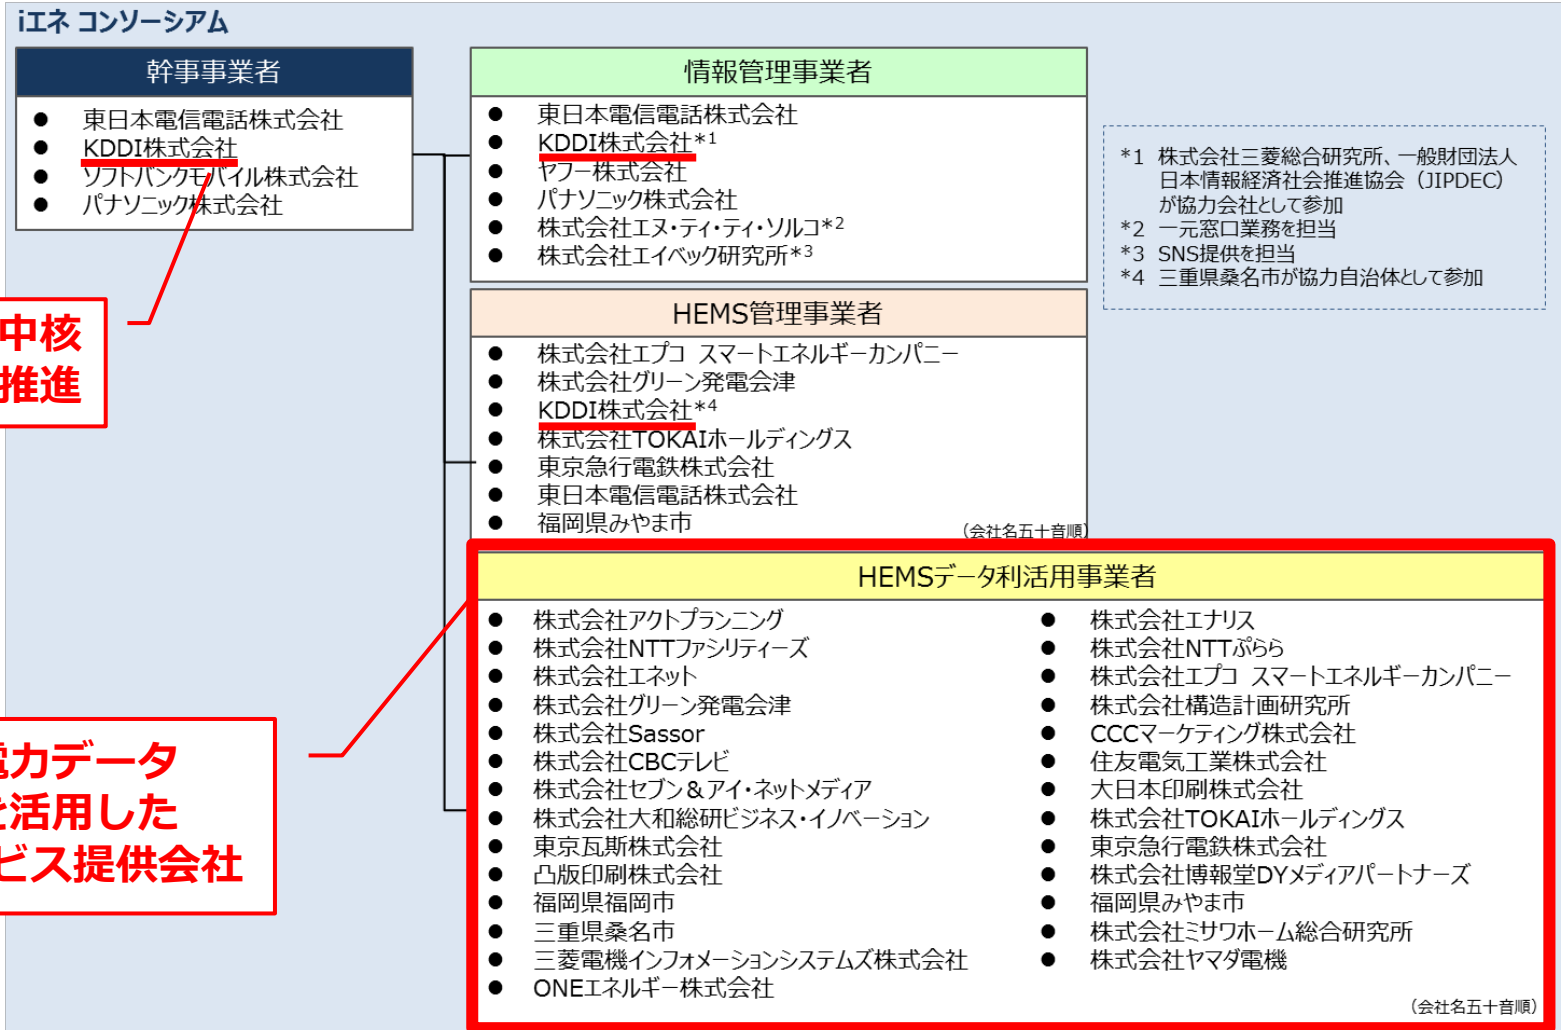 iエネ コンソーシアム
幹事事業者
● 東日本電信電話株式会社
● KDDI株式会社
● ソフトバンクモバイル株式会社
● パナソニック株式会社
情報管理事業者
● 東日本電信電話株式会社
● KDDI株式会社*1
● ヤフー株式会社
● パナソニック株式会社
● 株式会社エヌ・ティ・ティ・ソルコ*2
● 株式会社エイベック研究所*3
*1 株式会社三菱総合研究所、一般財団法人
日本情報経済社会推進協会（JIPDEC）
が協力会社として参加
*2 一元窓口業務を担当
*3 SNS提供を担当
*4 三重県桑名市が協力自治体として参加
中核
推進
HEMS管理事業者
● 株式会社エプコ スマートエネルギーカンパニー
● 株式会社グリーン発電会津
● KDDI株式会社*4
● 株式会社TOKAIホールディングス
● 東京急行電鉄株式会社
● 東日本電信電話株式会社
● 福岡県みやま市
（会社名五十音順）
電力データ
を活用した
ビス提供会社
HEMSデータ利活用事業者
● 株式会社アクトプランニング
● 株式会社NTTファシリティーズ
● 株式会社エネット
● 株式会社グリーン発電会津
● 株式会社Sassor
● 株式会社CBCテレビ
● 株式会社セブン＆アイ・ネットメディア
● 株式会社大和総研ビジネス・イノベーション
● 東京瓦斯株式会社
● 凸版印刷株式会社
● 福岡県福岡市
● 三重県桑名市
● 三菱電機インフォメーションシステムズ株式会社
● ONEエネルギー株式会社
● 株式会社エナリス
● 株式会社NTTぷらら
● 株式会社エプコ スマートエネルギーカンパニー
● 株式会社構造計画研究所
● CCCマーケティング株式会社
● 住友電気工業株式会社
● 大日本印刷株式会社
● 株式会社TOKAIホールディングス
● 東京急行電鉄株式会社
● 株式会社博報堂DYメディアパートナーズ
● 福岡県みやま市
● 株式会社ミサワホーム総合研究所
● 株式会社ヤマダ電機
（会社名五十音順）